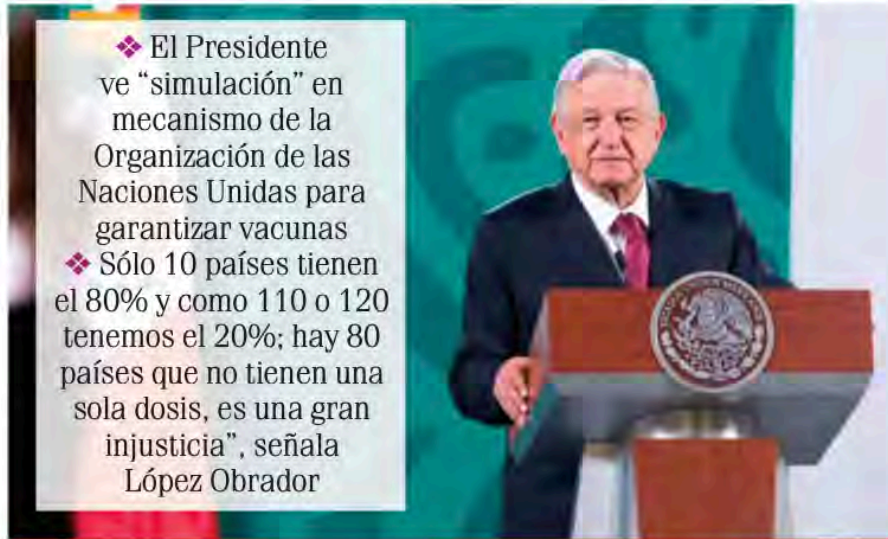 ❖ El Presidente
ve “simulación” en
mecanismo de la
Organización de las
Naciones Unidas para
garantizar vacunas
❖ Sólo 10 países tienen
el 80% y como 110 o 120
tenemos el 20%; hay 80
países que no tienen una
sola dosis, es una gran
injusticia”, señala
López Obrador